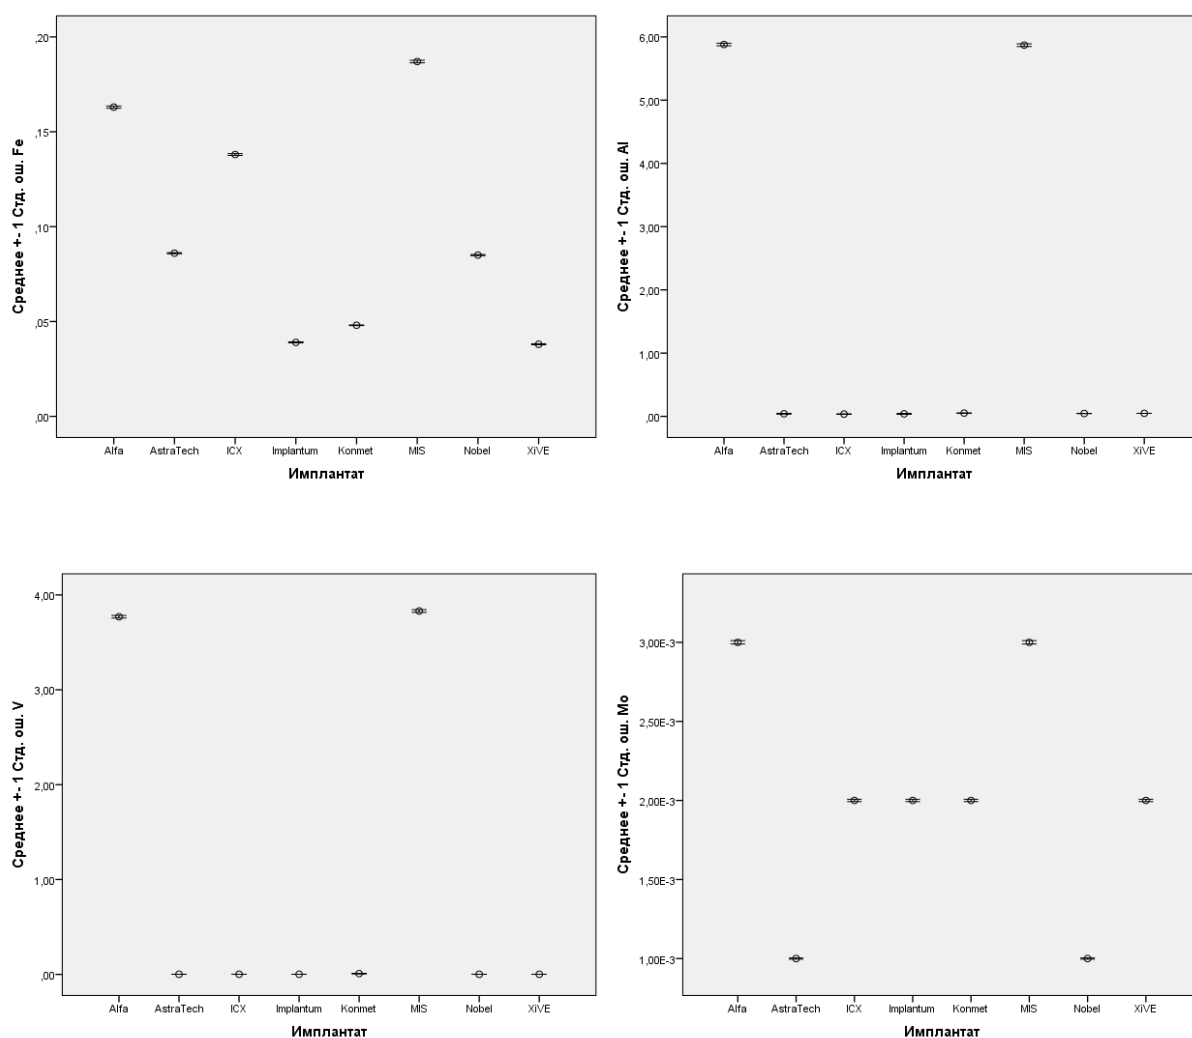 Среднее +- 1 Стд. ош. Fe
,20
,15
,10
,05
,00
Alfa AstraTech ICX Implantum Konmet MIS Nobel XiVE
Имплантат
Среднее +- 1 Стд. ош. Al
6,00
5,00
4,00
3,00
2,00
1,00
,00
Alfa AstraTech ICX Implantum Konmet MIS Nobel XiVE
Имплантат
Среднее +- 1 Стд. ош. V
4,00
3,00
2,00
1,00
,00
Alfa AstraTech ICX Implantum Konmet MIS Nobel XiVE
Имплантат
Среднее +- 1 Стд. ош. Mo
3,00E-3
2,50E-3
2,00E-3
1,50E-3
1,00E-3
Alfa AstraTech ICX Implantum Konmet MIS Nobel XiVE
Имплантат